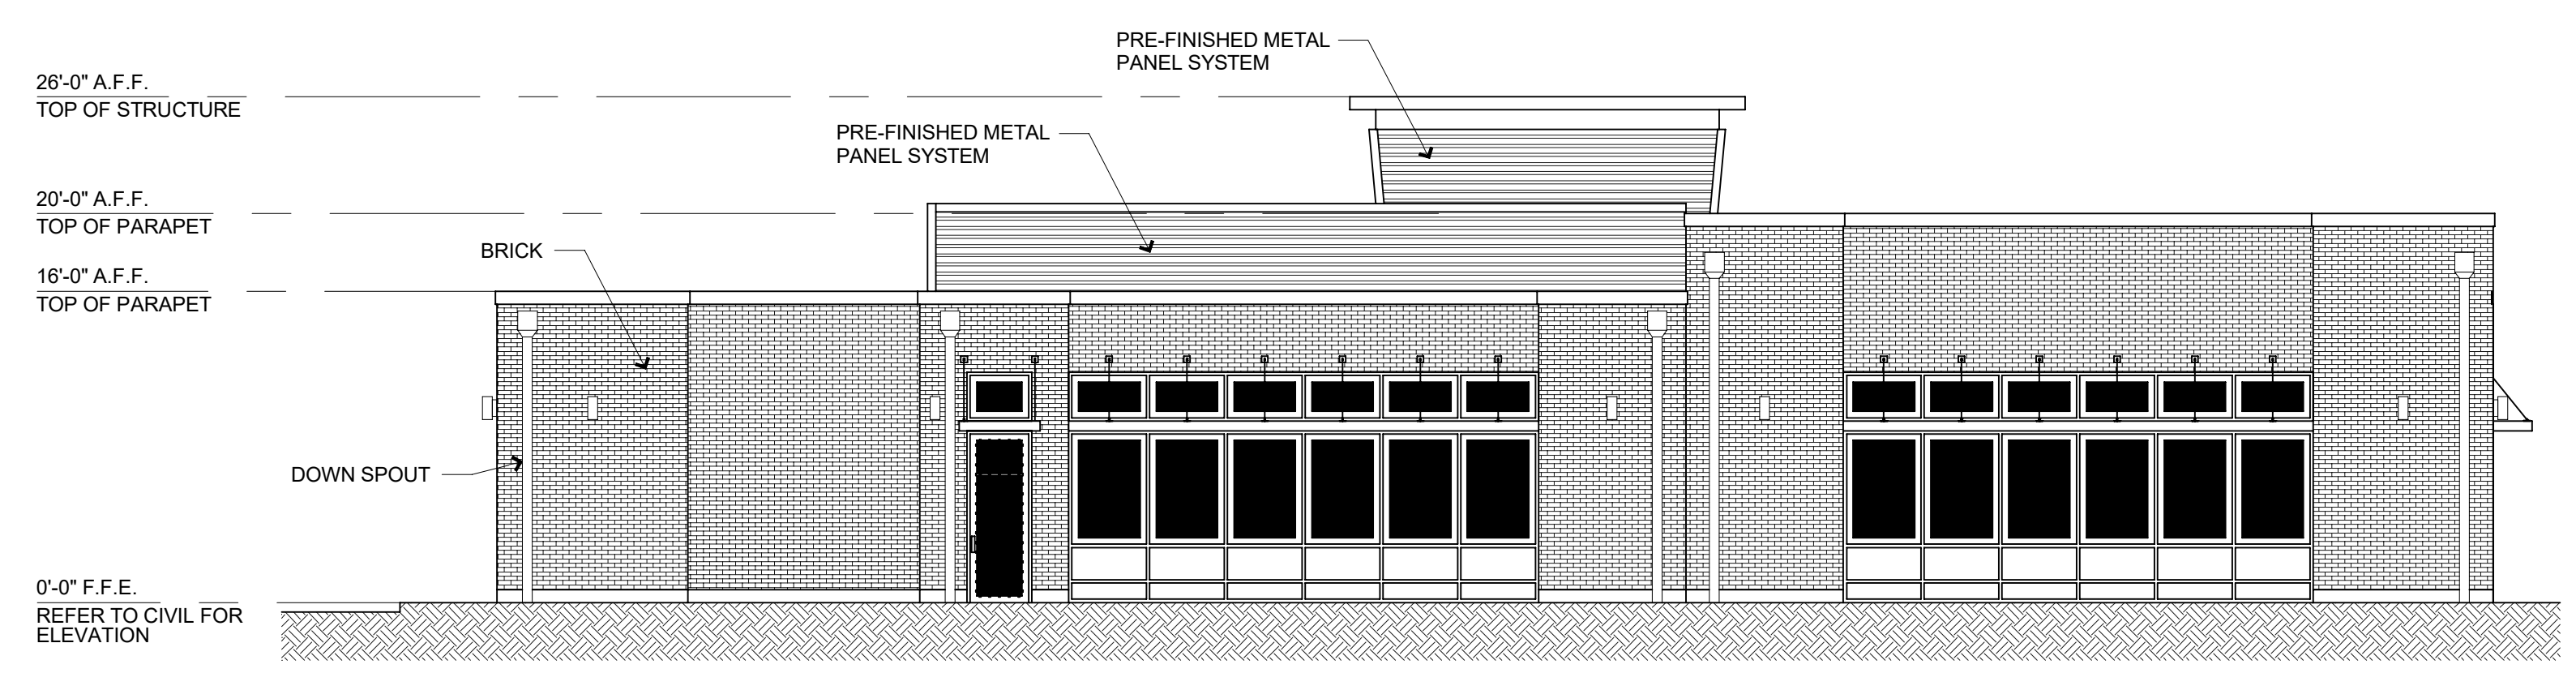 PRE-FINISHED METAL
PANEL SYSTEM
26'-0" A.F.F.
TOP OF STRUCTURE
PRE-FINISHED METAL
PANEL SYSTEM
20'-0" A.F.F.
TOP OF PARAPET
BRICK
16'-0" A.F.F.
TOP OF PARAPET
DOWN SPOUT
0'-0" F.F.E.
REFER TO CIVIL FOR
ELEVATION